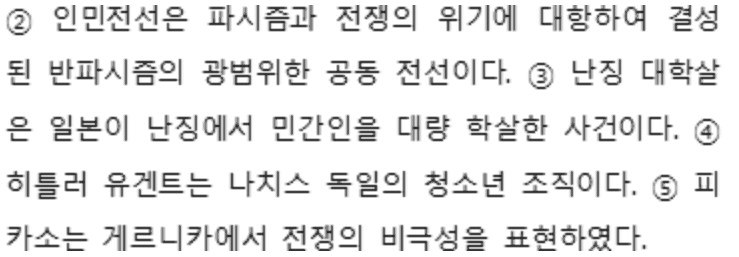 ② 인민전선은 파시즘과 전쟁의 위기에 대항하여 결성
된 반파시즘의 광범위한 공동 전선이다. ③ 난징 대학살
은 일본이 난징에서 민간인을 대량 학살한 사건이다. ④
히틀러 유겐트는 나치스 독일의 청소년 조직이다. ⑤ 피
카소는 게르니카에서 전쟁의 비극성을 표현하였다.